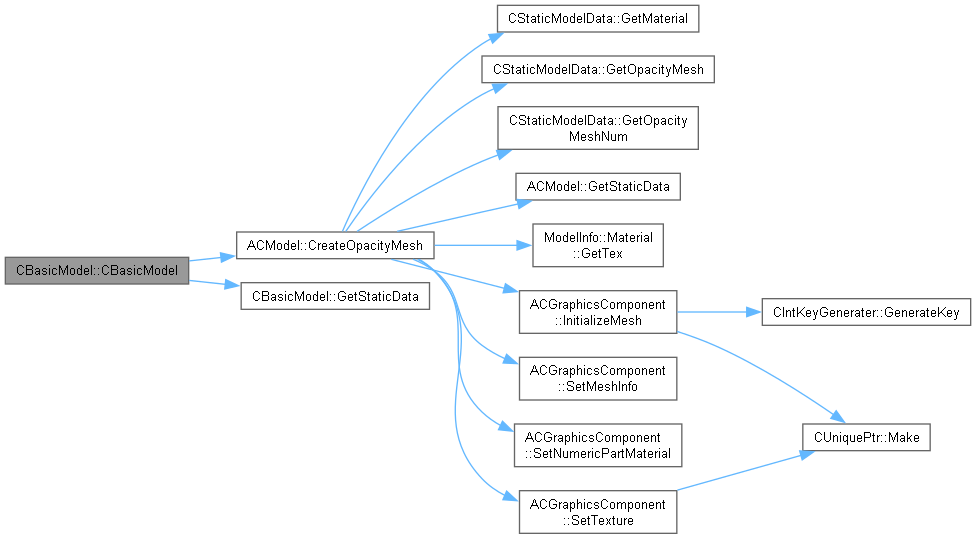 CStaticModelData::GetMaterial
CStaticModelData::GetOpacityMesh
CStaticModelData::GetOpacity
MeshNum
ACModel::GetStaticData
ACModel::CreateOpacityMesh
ModelInfo::Material
::GetTex
CBasicModel::CBasicModel
CBasicModel::GetStaticData
ACGraphicsComponent
::InitializeMesh
CIntKeyGenerater::GenerateKey
ACGraphicsComponent
::SetMeshInfo
ACGraphicsComponent
::SetNumericPartMaterial
CUniquePtr::Make
ACGraphicsComponent
::SetTexture